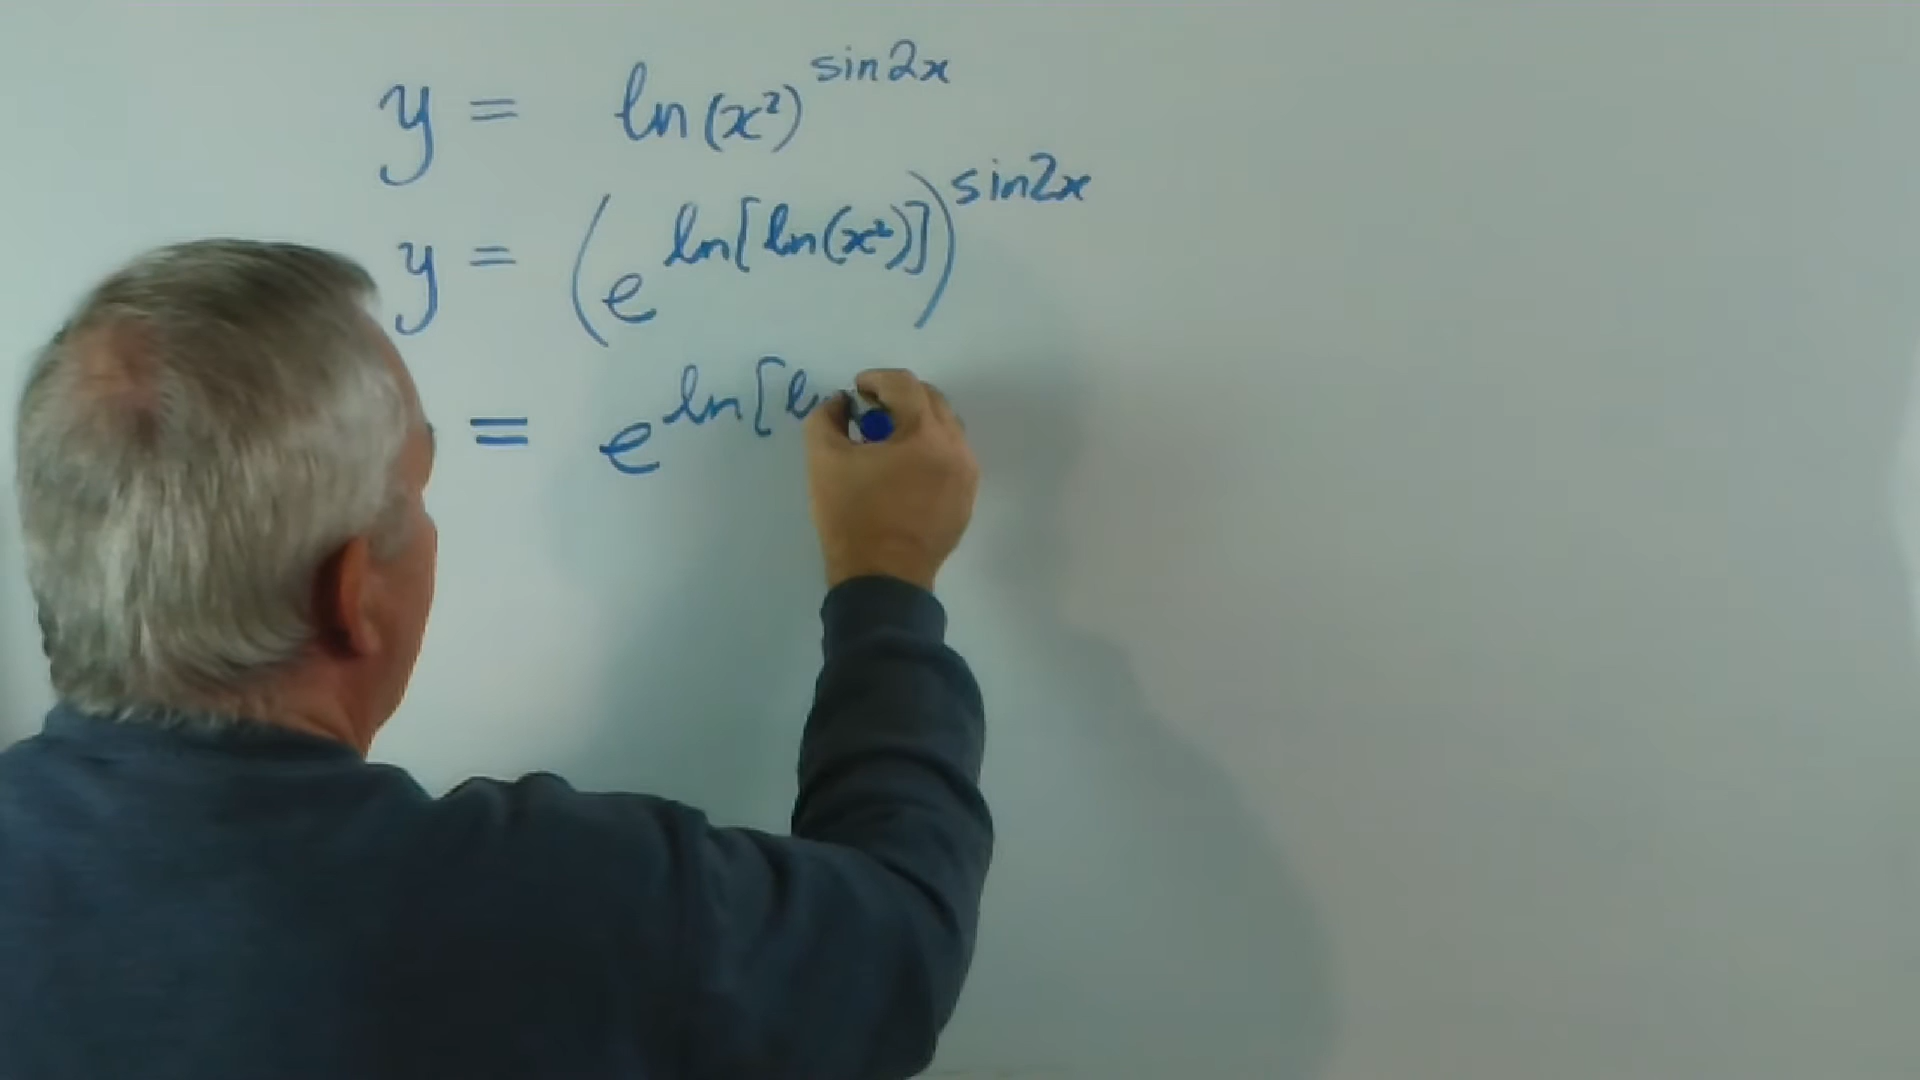 y = ln(x²)^sin2x
y = (e^ln[ln(x²)])^sin2x
= e^ln[l